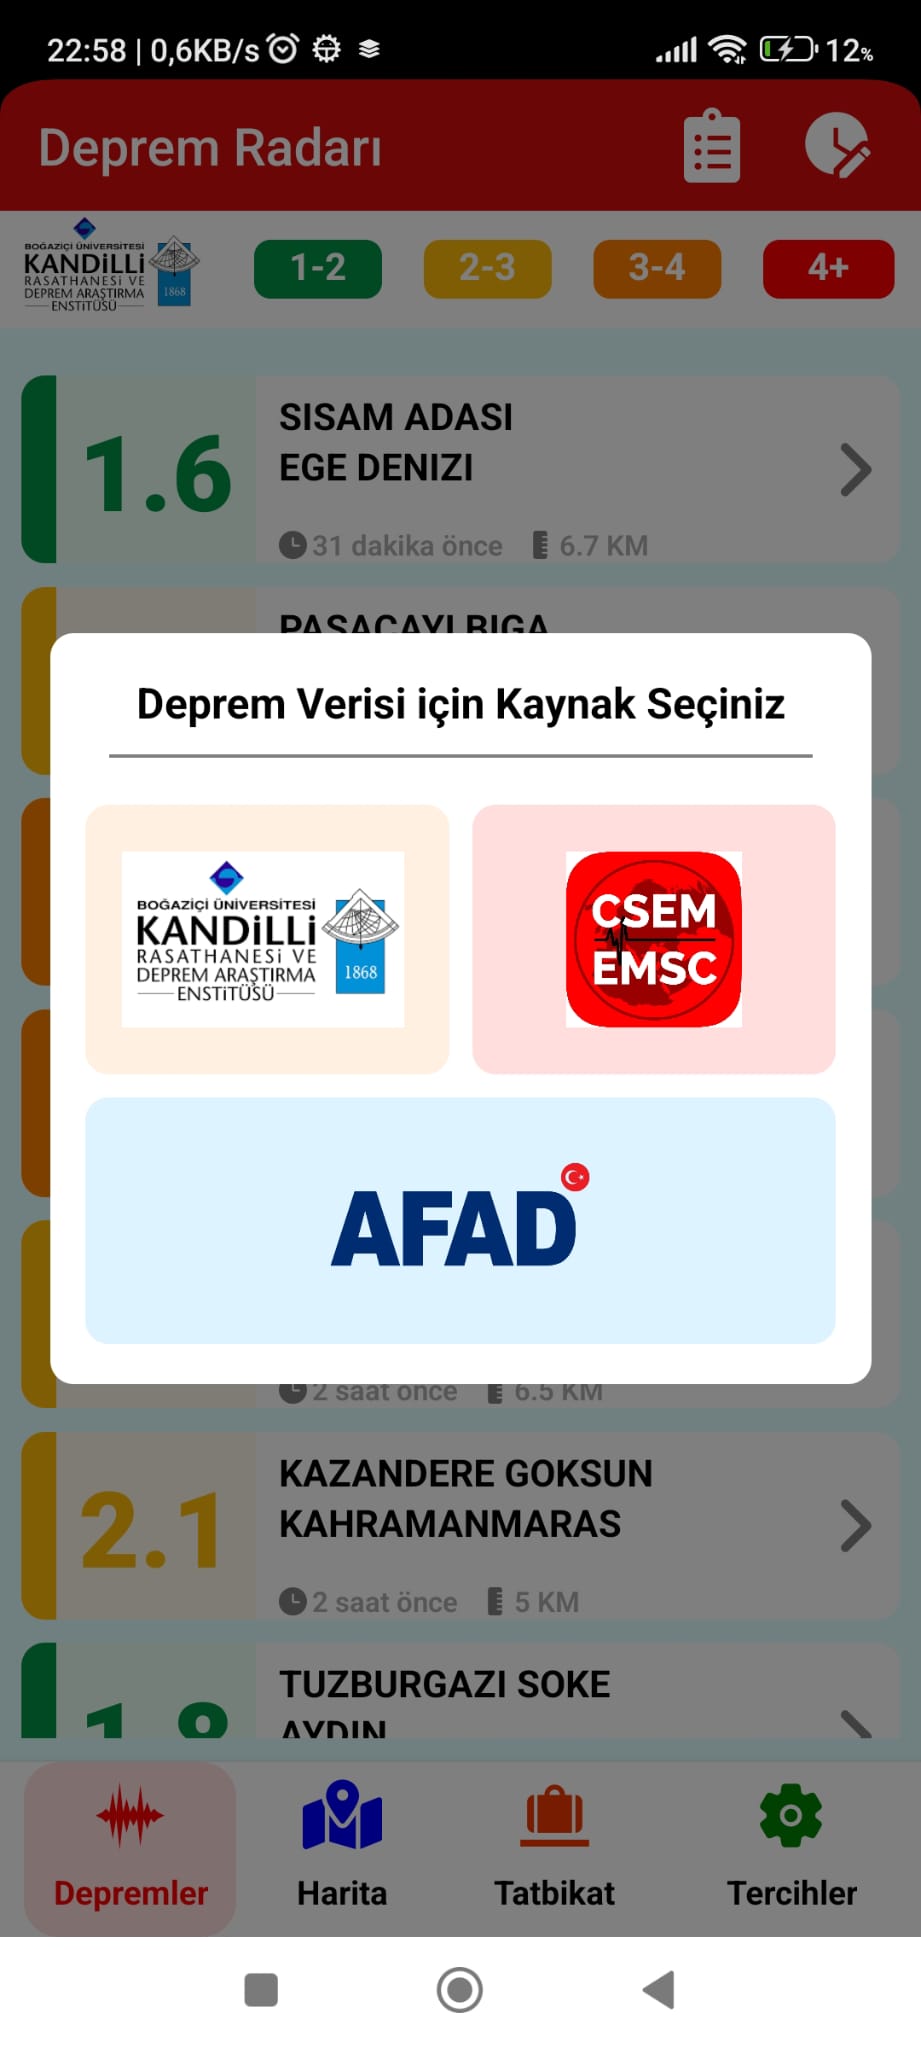 22:58 | 0,6KB/s
12%
Deprem Radarı
BOĞAZİÇİ ÜNİVERSİTESİ
KANDİLLİ
RASATHANESİ VE
DEPREM ARAŞTIRMA
ENSTİTÜSÜ
1868
1-2
2-3
3-4
4+
1.6
SISAM ADASI
EGE DENIZI
31 dakika önce
6.7 KM
PASACAYI BIGA
Deprem Verisi için Kaynak Seçiniz
BOĞAZİÇİ ÜNİVERSİTESİ
KANDİLLİ
RASATHANESİ VE
DEPREM ARAŞTIRMA
ENSTİTÜSÜ
1868
CSEM
EMSC
AFAD
2 saat önce
6.5 KM
2.1
KAZANDERE GOKSUN
KAHRAMANMARAS
2 saat önce
5 KM
1.8
TUZBURGAZI SOKE
AYDIN
Depremler
Harita
Tatbikat
Tercihler